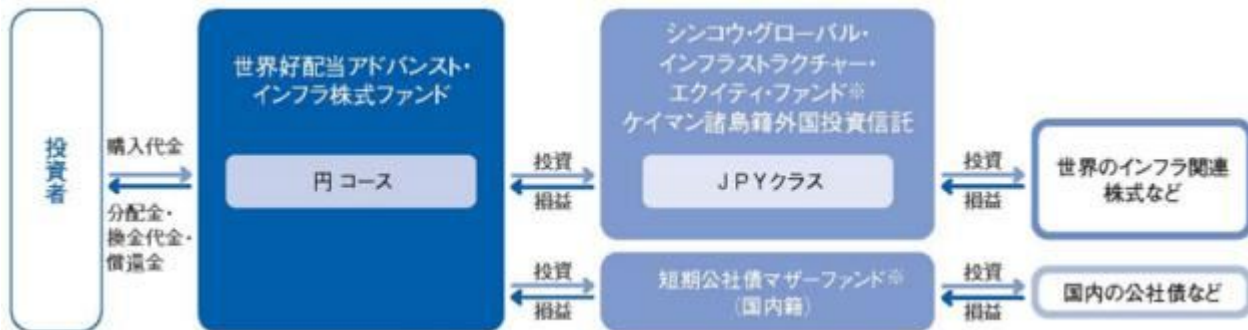 投資者
購入代金
分配金・
換金代金・
償還金
世界好配当アドバンスト・
インフラ株式ファンド
円コース
投資
損益
投資
損益
シンコウ・グローバル・
インフラストラクチャー・
エクイティ・ファンド※
ケイマン諸島籍外国投資信託
JPYクラス
短期公社債マザーファンド※
(国内籍)
投資
損益
投資
損益
世界のインフラ関連
株式など
国内の公社債など